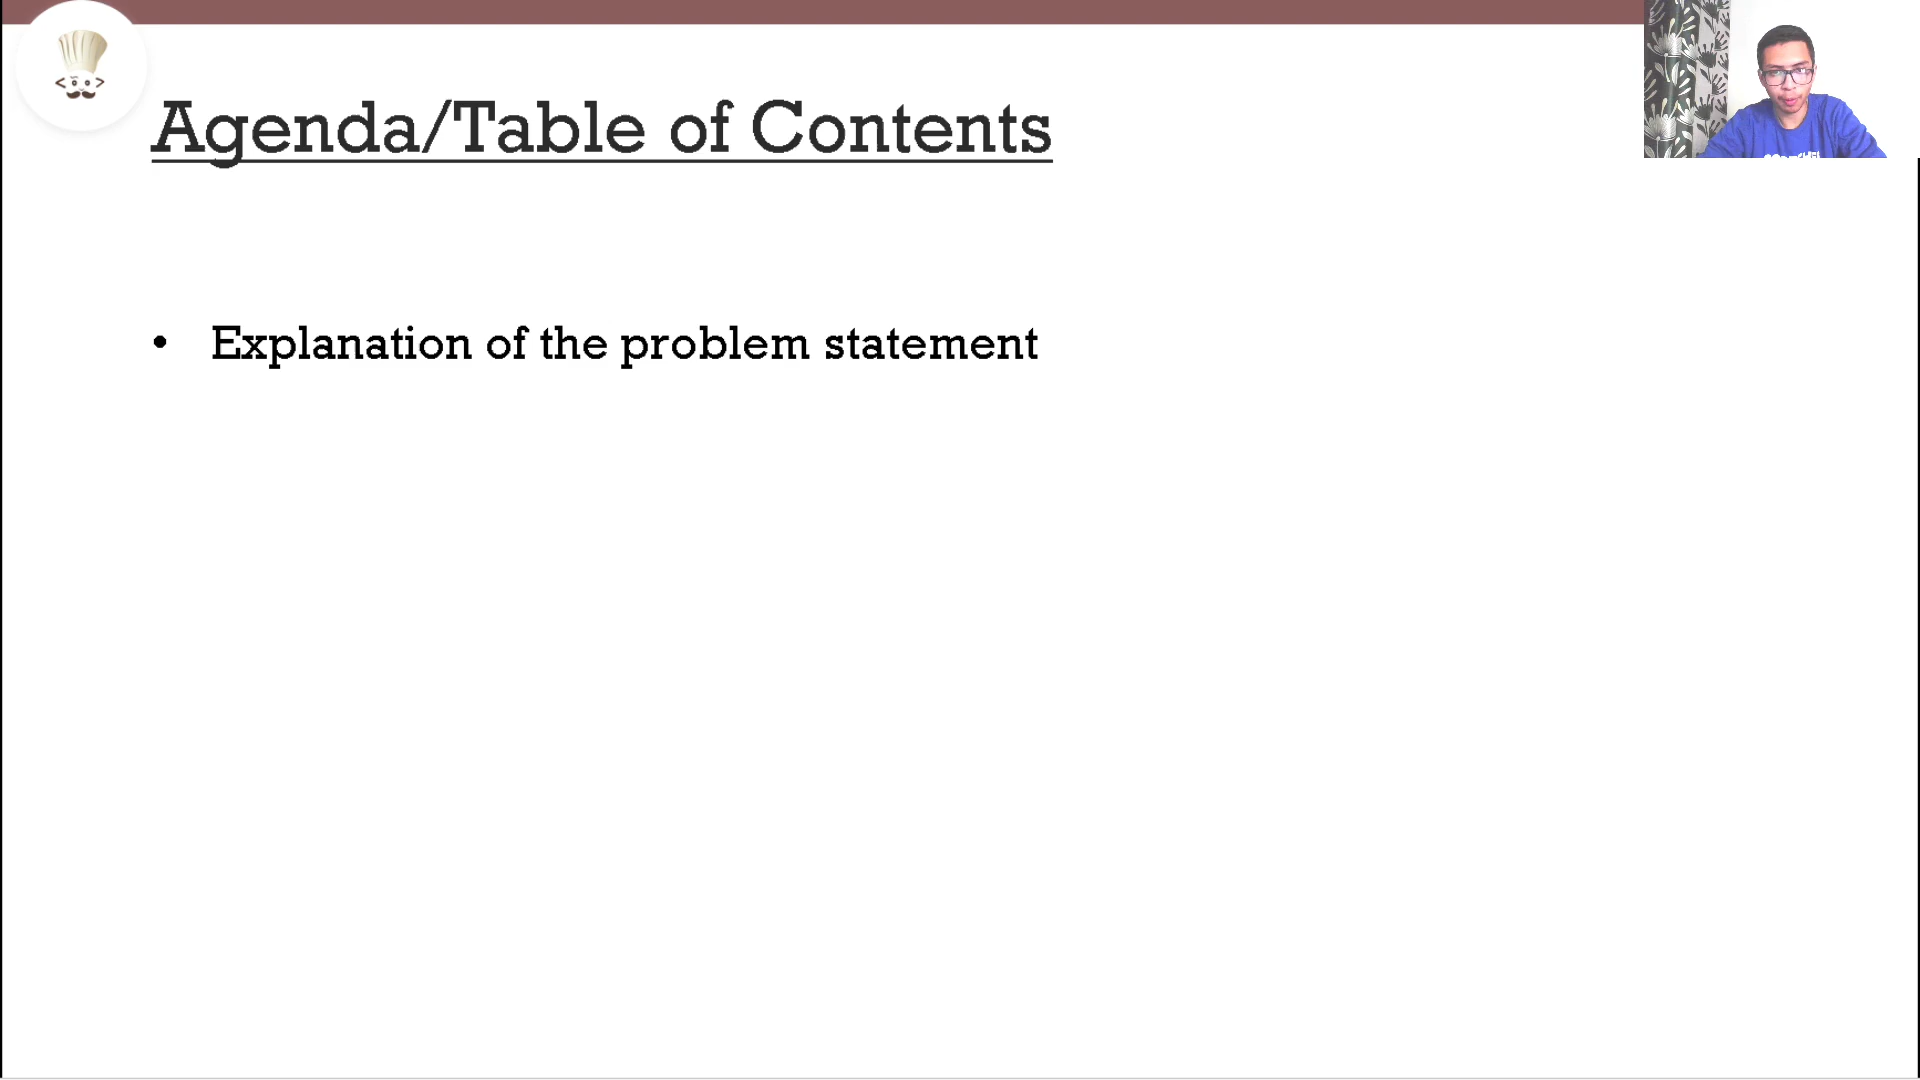 Agenda/Table of Contents
• Explanation of the problem statement